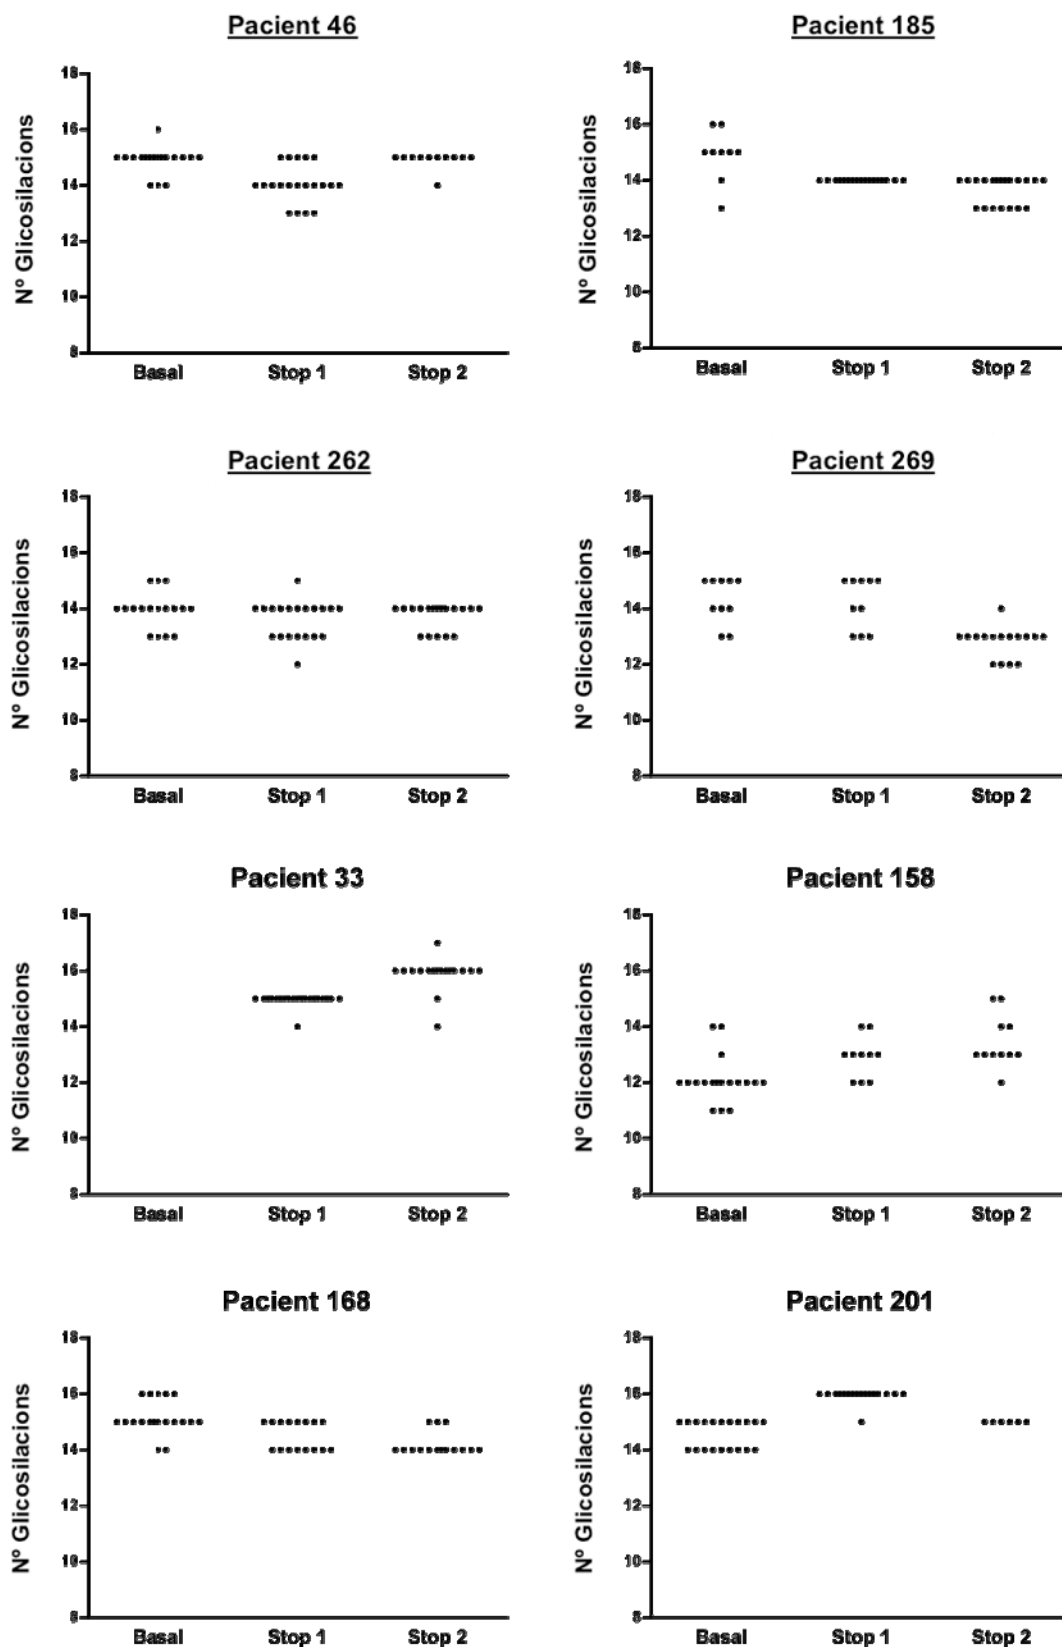 Pacient 46
Nº Glicosilacions
18
16
14
12
10
8
Basal Stop 1 Stop 2
Pacient 185
Nº Glicosilacions
18
16
14
12
10
8
Basal Stop 1 Stop 2
Pacient 262
Nº Glicosilacions
18
16
14
12
10
8
Basal Stop 1 Stop 2
Pacient 269
Nº Glicosilacions
18
16
14
12
10
8
Basal Stop 1 Stop 2
Pacient 33
Nº Glicosilacions
18
16
14
12
10
8
Basal Stop 1 Stop 2
Pacient 158
Nº Glicosilacions
18
16
14
12
10
8
Basal Stop 1 Stop 2
Pacient 168
Nº Glicosilacions
18
16
14
12
10
8
Basal Stop 1 Stop 2
Pacient 201
Nº Glicosilacions
18
16
14
12
10
8
Basal Stop 1 Stop 2